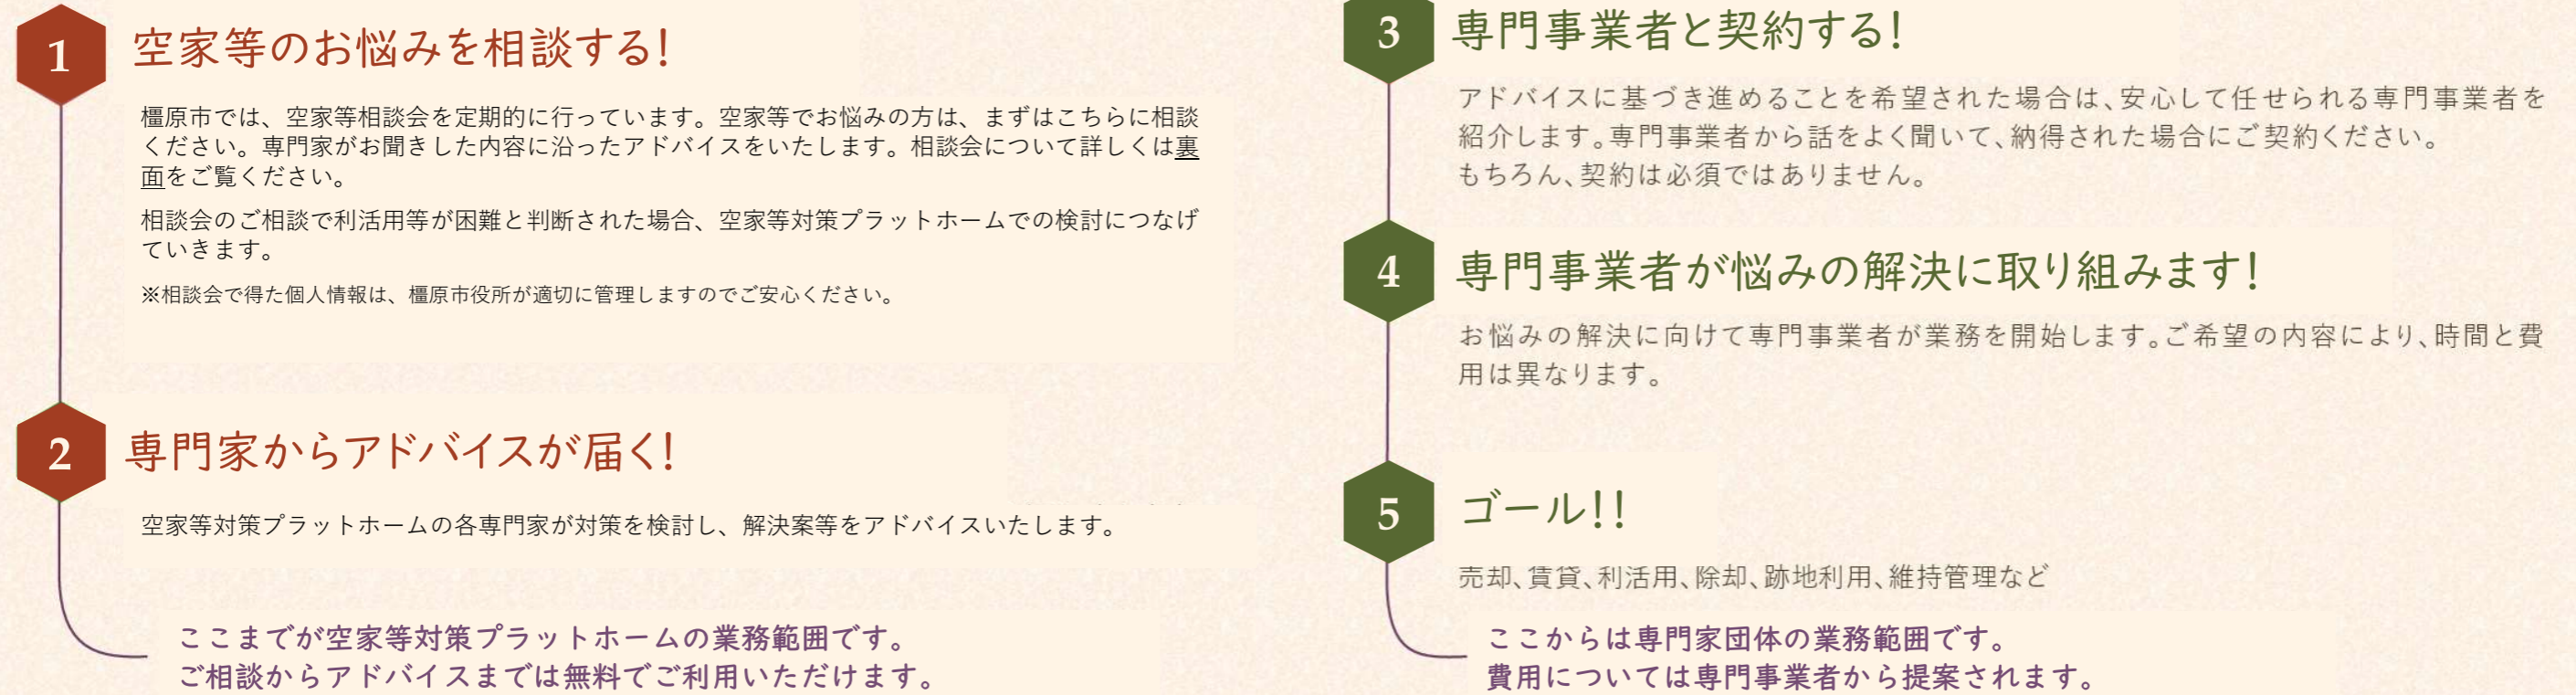 1
空家等のお悩みを相談する!
橿原市では、空家等相談会を定期的に行っています。空家等でお悩みの方は、まずはこちらに相談
ください。専門家がお聞きした内容に沿ったアドバイスをいたします。相談会について詳しくは裏
面をご覧ください。
相談会のご相談で利活用等が困難と判断された場合、空家等対策プラットホームでの検討につなげ
ていきます。
※相談会で得た個人情報は、橿原市役所が適切に管理しますのでご安心ください。
2
専門家からアドバイスが届く!
空家等対策プラットホームの各専門家が対策を検討し、解決案等をアドバイスいたします。
ここまでが空家等対策プラットホームの業務範囲です。
ご相談からアドバイスまでは無料でご利用いただけます。
3
専門事業者と契約する!
アドバイスに基づき進めることを希望された場合は、安心して任せられる専門事業者を
紹介します。専門事業者から話をよく聞いて、納得された場合にご契約ください。
もちろん、契約は必須ではありません。
4
専門事業者が悩みの解決に取り組みます!
お悩みの解決に向けて専門事業者が業務を開始します。ご希望の内容により、時間と費
用は異なります。
5
ゴール!!
売却、賃貸、利活用、除却、跡地利用、維持管理など
ここからは専門家団体の業務範囲です。
費用については専門事業者から提案されます。